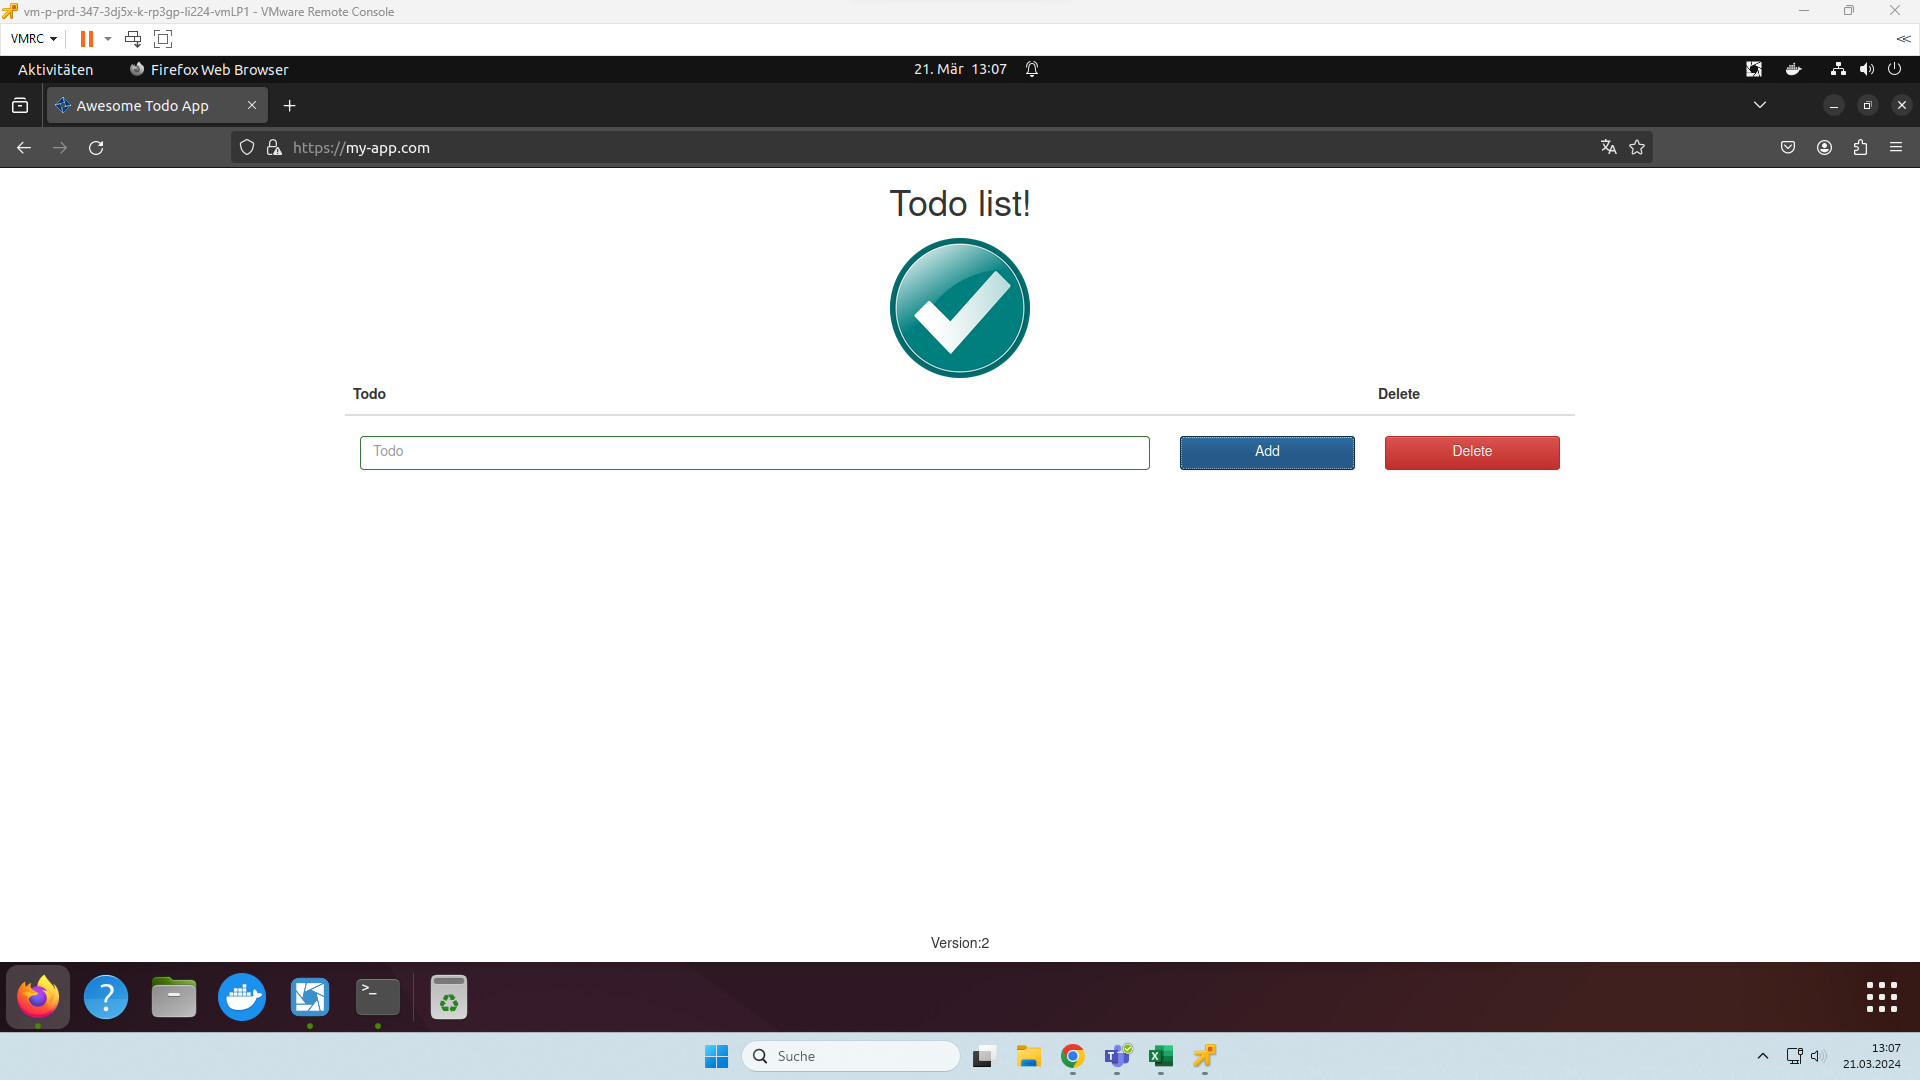 vm-p-prd-347-3dj5x-k-rp3gp-li224-vmLP1 - VMware Remote Console
VMRC
Aktivitäten
Firefox Web Browser
21. Mär 13:07
Awesome Todo App
https://my-app.com
Todo list!
Todo
Delete
Todo
Add
Delete
Version:2
?
>_
Suche
T
X
13:07
21.03.2024